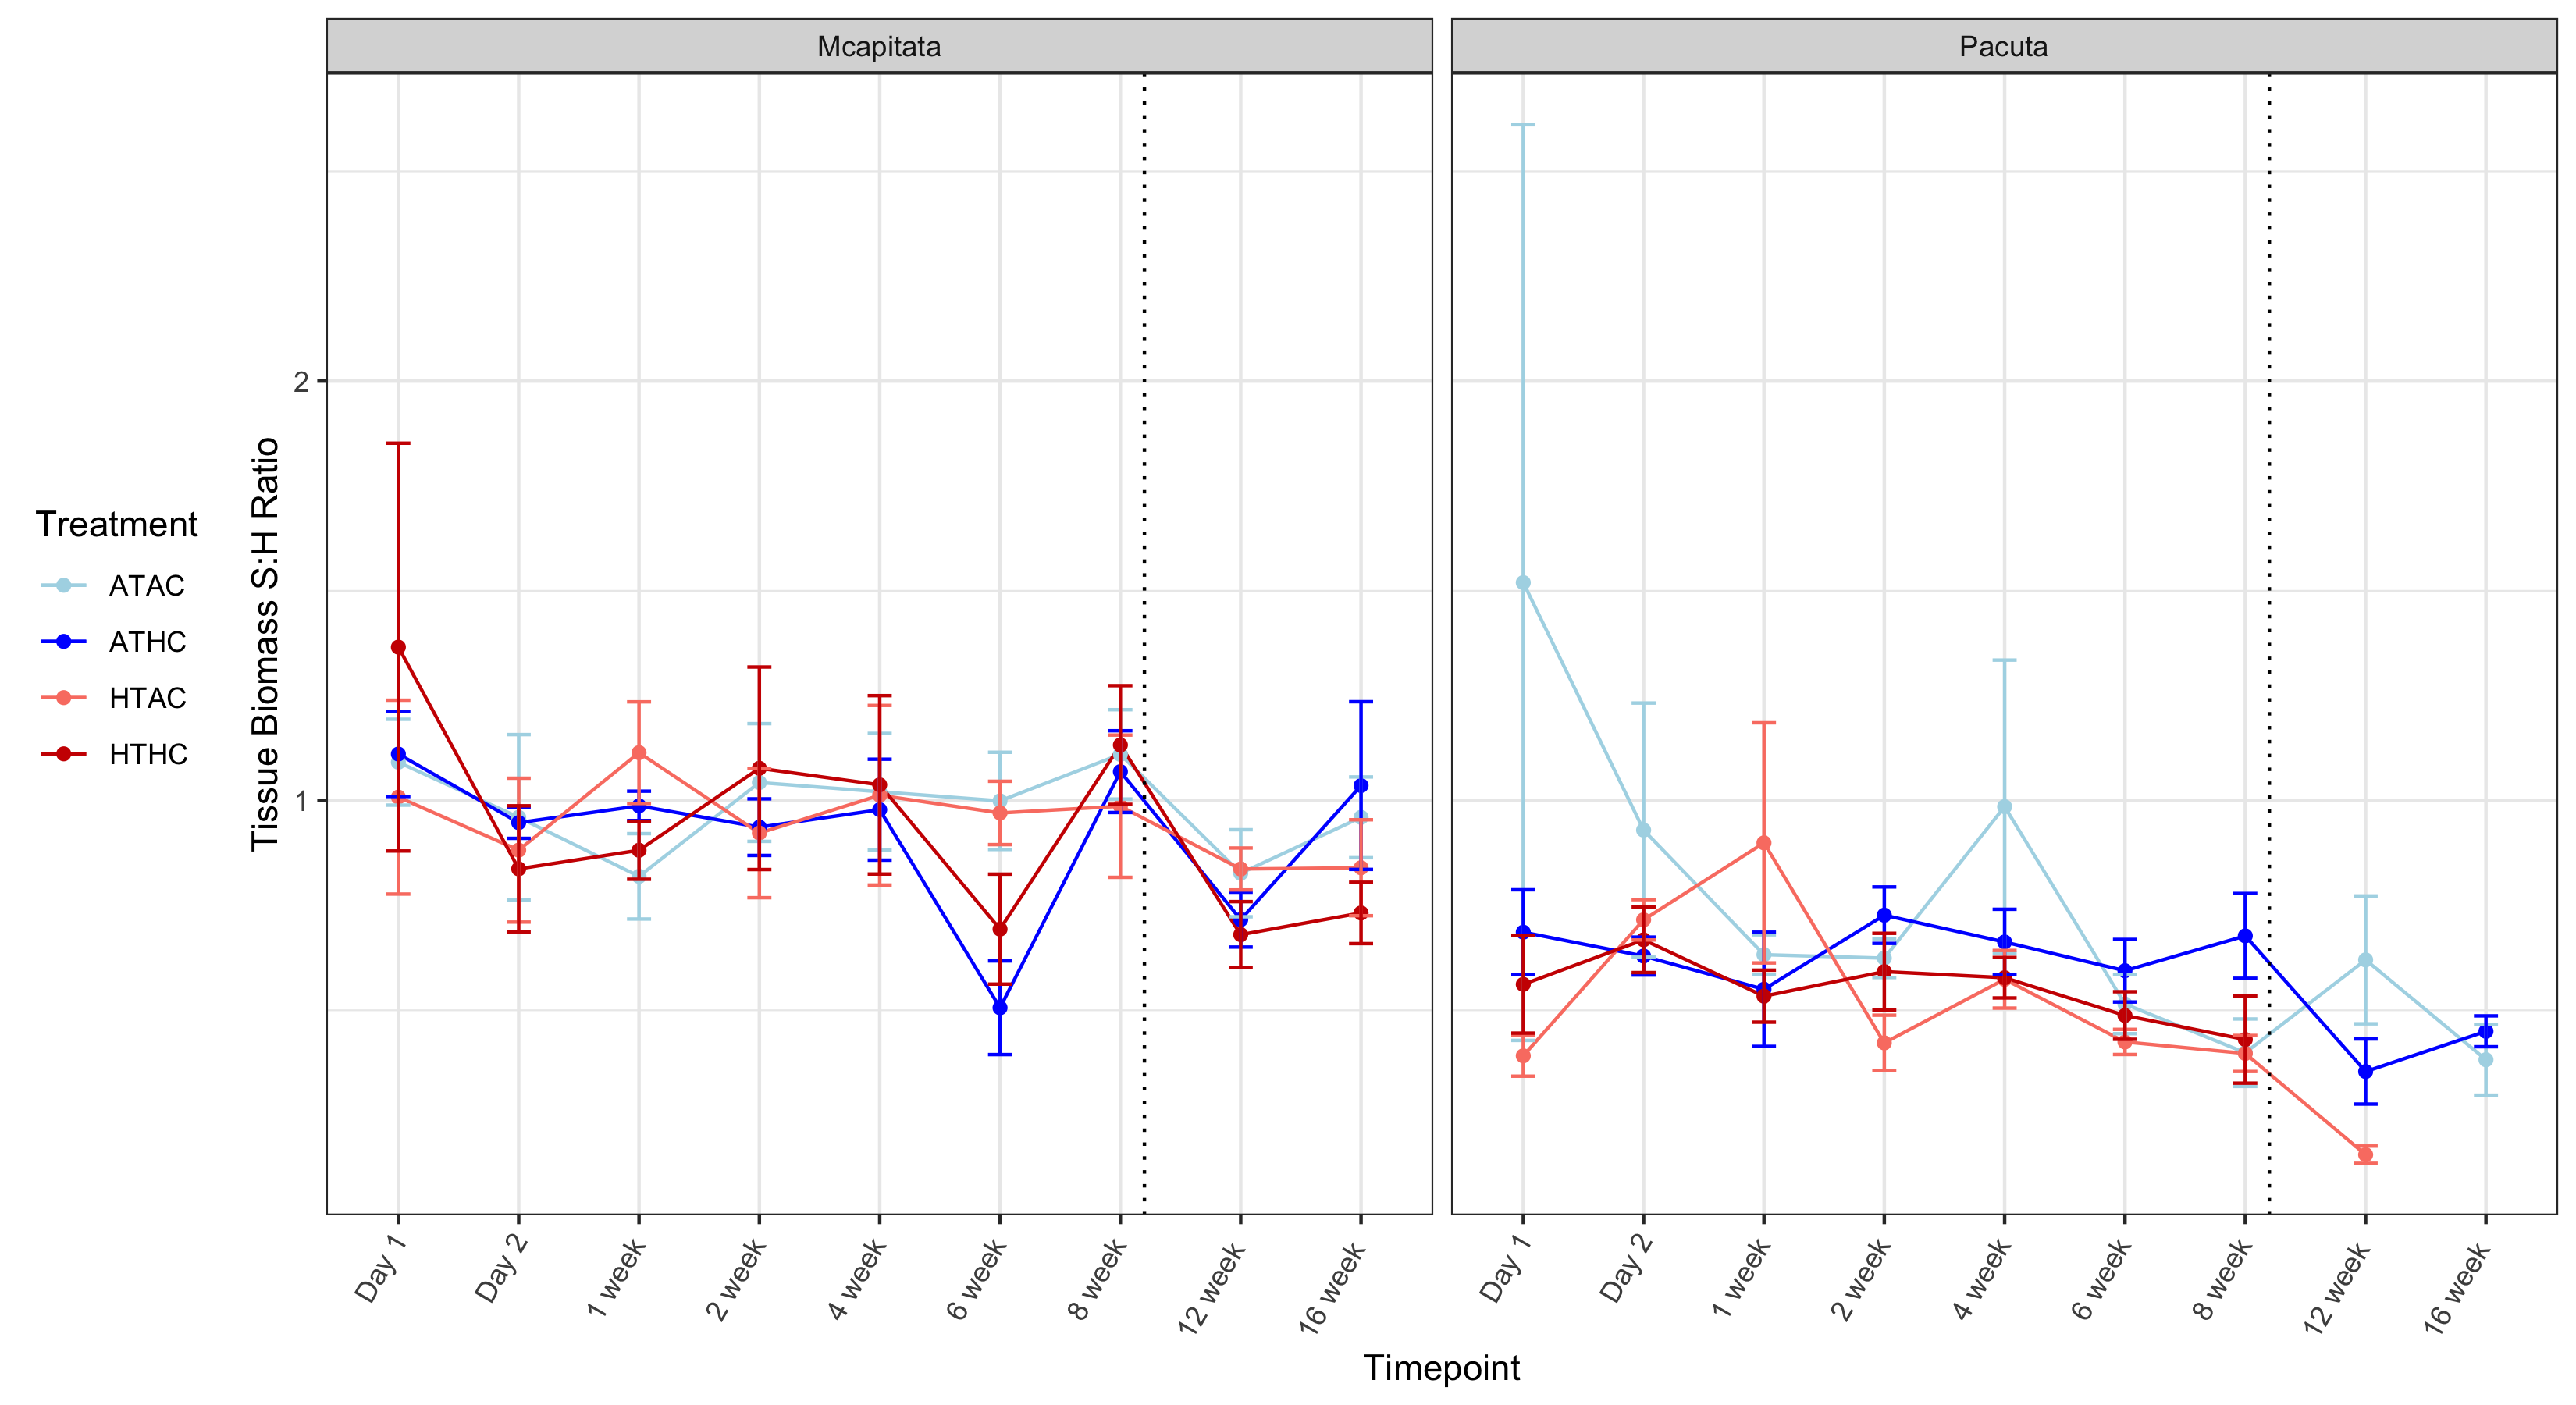 Mcapitata
Pacuta
Tissue Biomass S:H Ratio
2
1
Treatment
ATAC
ATHC
HTAC
HTHC
Day 1
Day 2
1 week
2 week
4 week
6 week
8 week
12 week
16 week
Day 1
Day 2
1 week
2 week
4 week
6 week
8 week
12 week
16 week
Timepoint